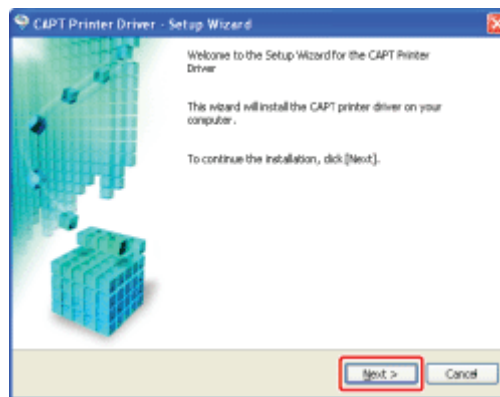 CAPT Printer Driver - Setup Wizard
Welcome to the Setup Wizard for the CAPT Printer
Driver
This wizard will install the CAPT printer driver on your
computer.
To continue the installation, click [Next].
Next >
Cancel